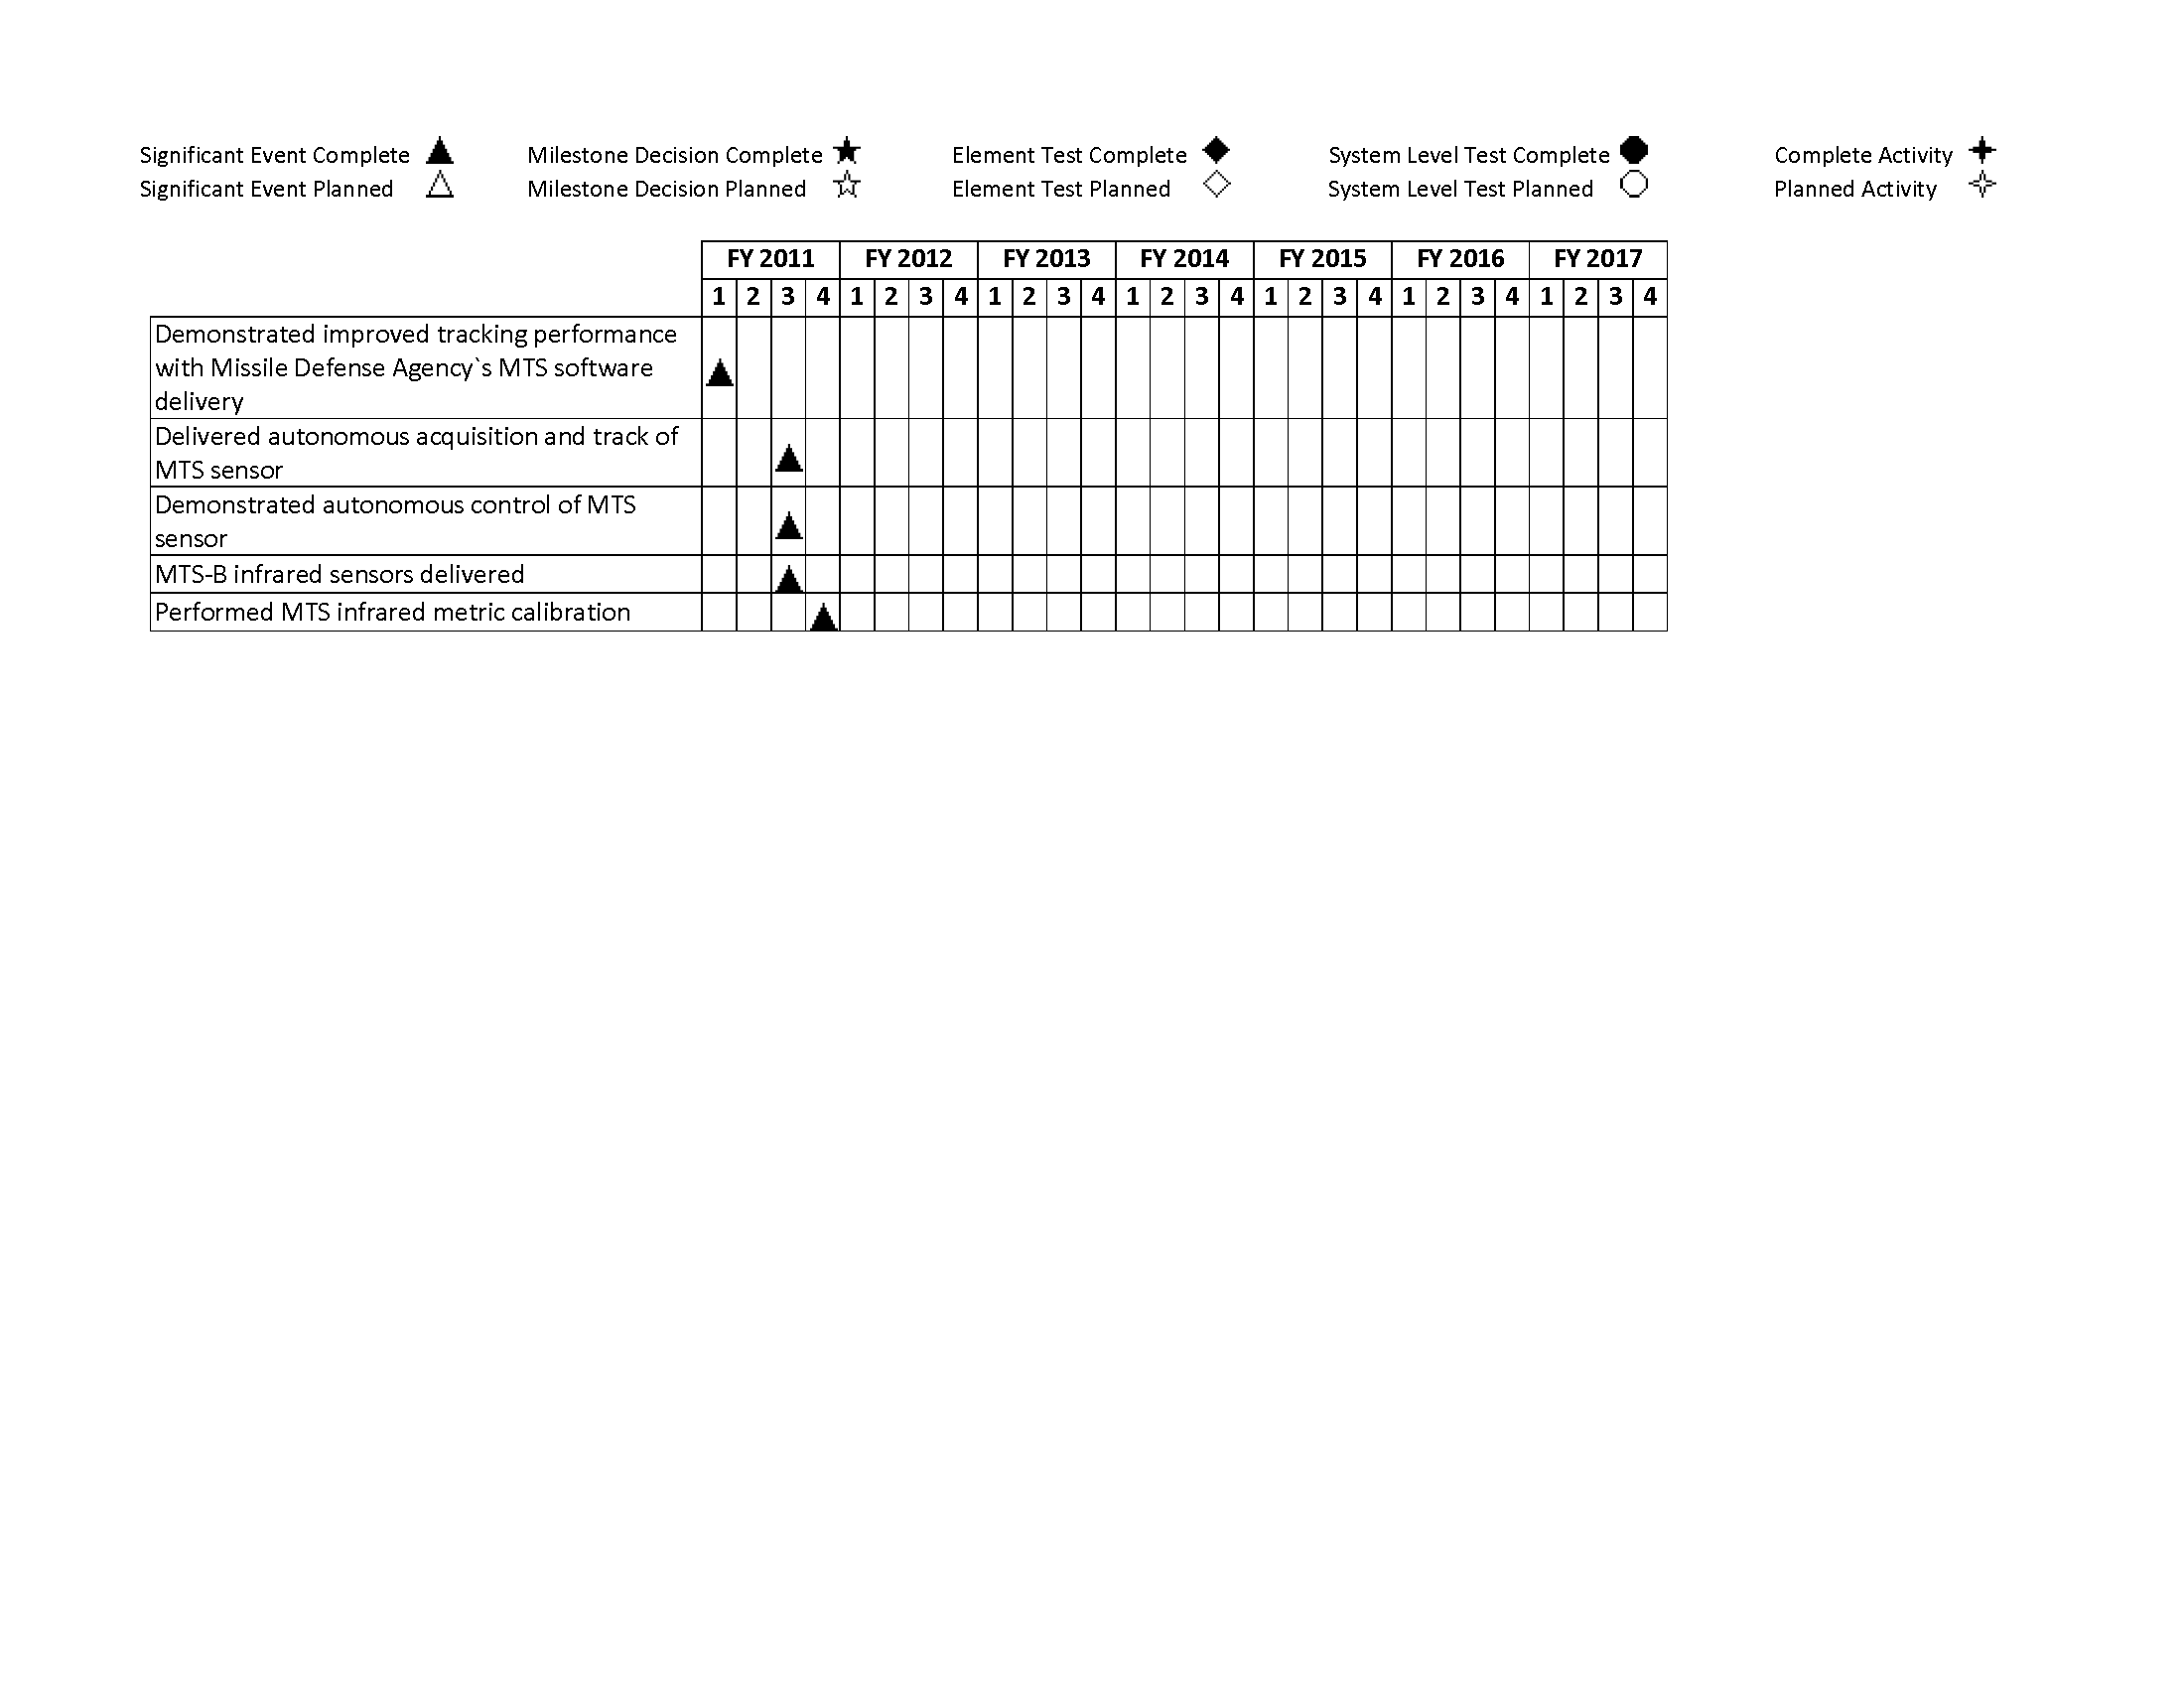 Significant Event Complete Milestone Decision Complete Element Test Complete System Level Test Complete Complete Activity
Significant Event Planned Milestone Decision Planned Element Test Planned System Level Test Planned Planned Activity
FY 2011 FY 2012 FY 2013 FY 2014 FY 2015 FY 2016 FY 2017
1 2 3 4 1 2 3 4 1 2 3 4 1 2 3 4 1 2 3 4 1 2 3 4 1 2 3 4
Demonstrated improved tracking performance
with Missile Defense Agency`s MTS software
delivery
Delivered autonomous acquisition and track of
MTS sensor
Demonstrated autonomous control of MTS
sensor
MTS-B infrared sensors delivered
Performed MTS infrared metric calibration